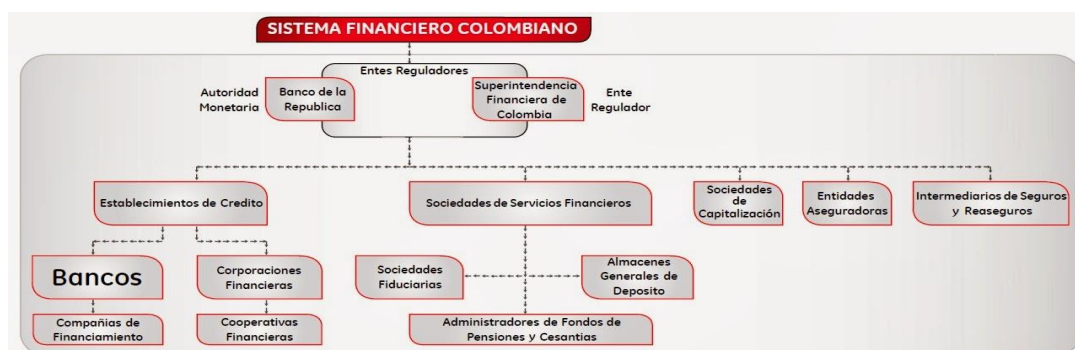 SISTEMA FINANCIERO COLOMBIANO
Entes Reguladores
Autoridad
Monetaria
Banco de la
Republica
Superintendencia
Financiera de
Colombia
Ente
Regulador
Establecimientos de Credito
Sociedades de Servicios Financieros
Sociedades
de
Capitalización
Entidades
Aseguradoras
Intermediarios de Seguros
y Reaseguros
Bancos
Corporaciones
Financieras
Sociedades
Fiduciarias
Almacenes
Generales de
Deposito
Compañias de
Financiamiento
Cooperativas
Financieras
Administradores de Fondos de
Pensiones y Cesantias